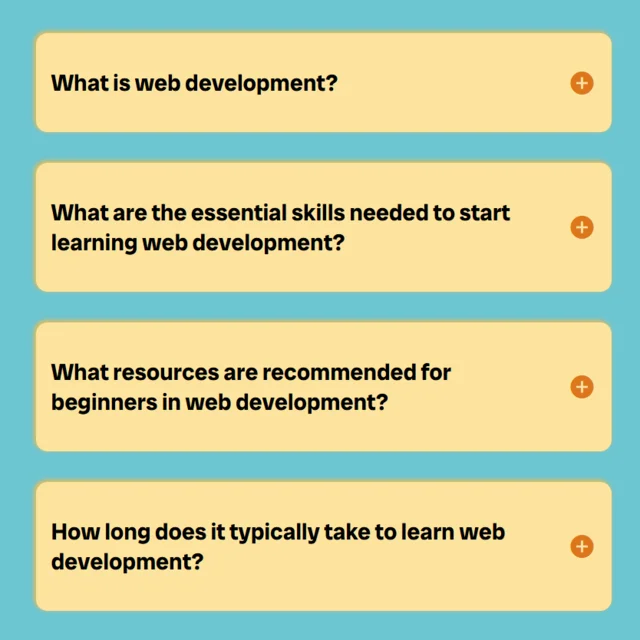 What is web development?
What are the essential skills needed to start
learning web development?
What resources are recommended for
beginners in web development?
How long does it typically take to learn web
development?